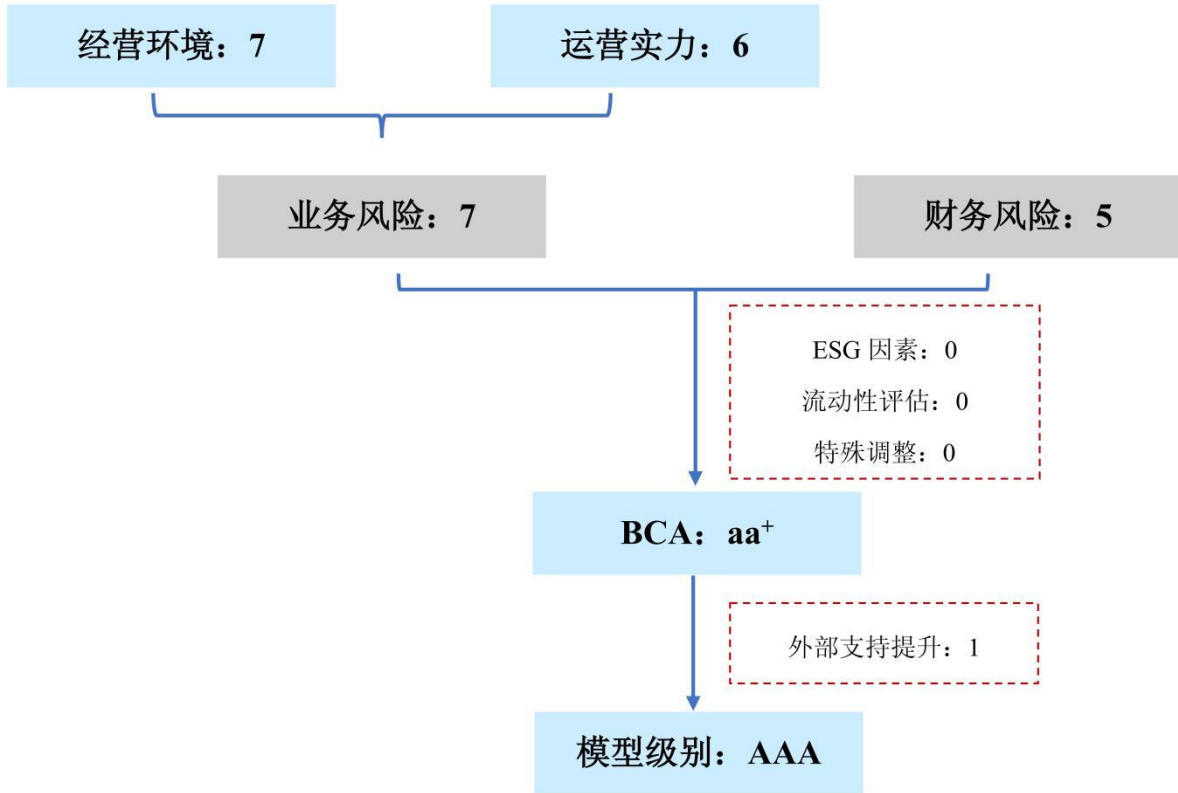 经营环境：7
运营实力：6
业务风险：7
财务风险：5
ESG 因素：0
流动性评估：0
特殊调整：0
BCA：aa⁺
外部支持提升：1
模型级别：AAA